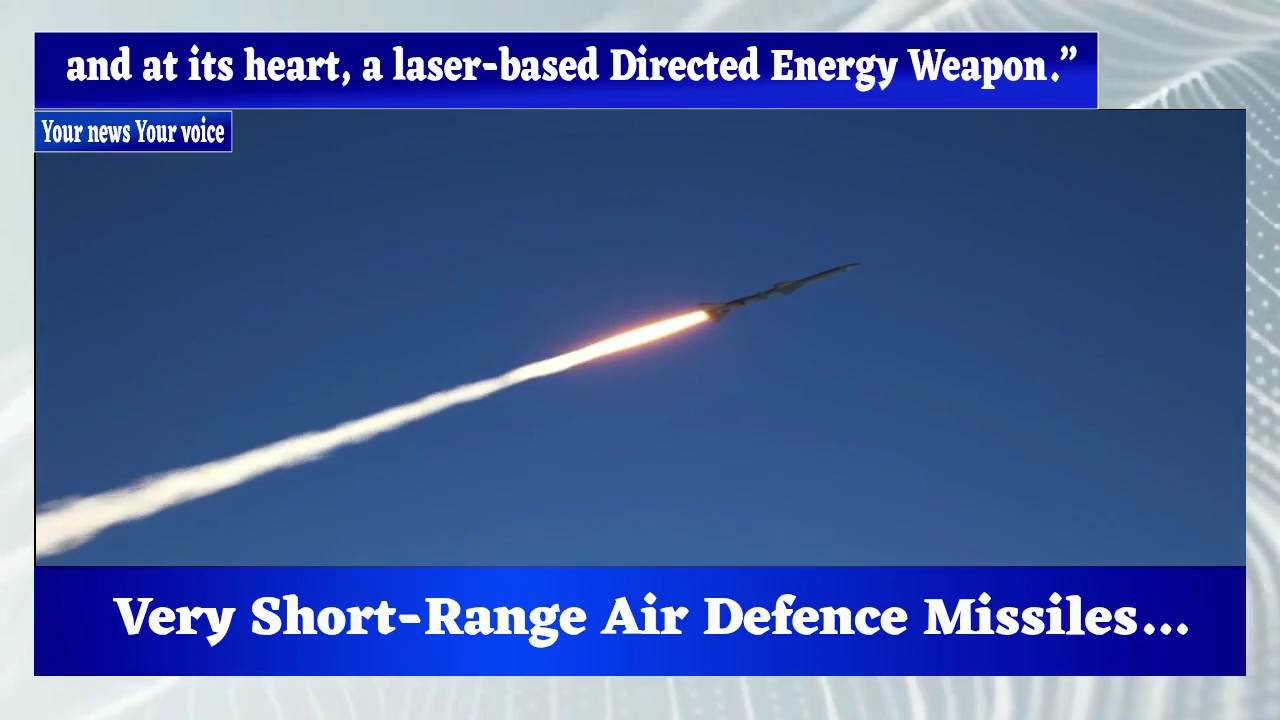 and at its heart, a laser-based Directed Energy Weapon.”
Your news Your voice
Very Short-Range Air Defence Missiles...